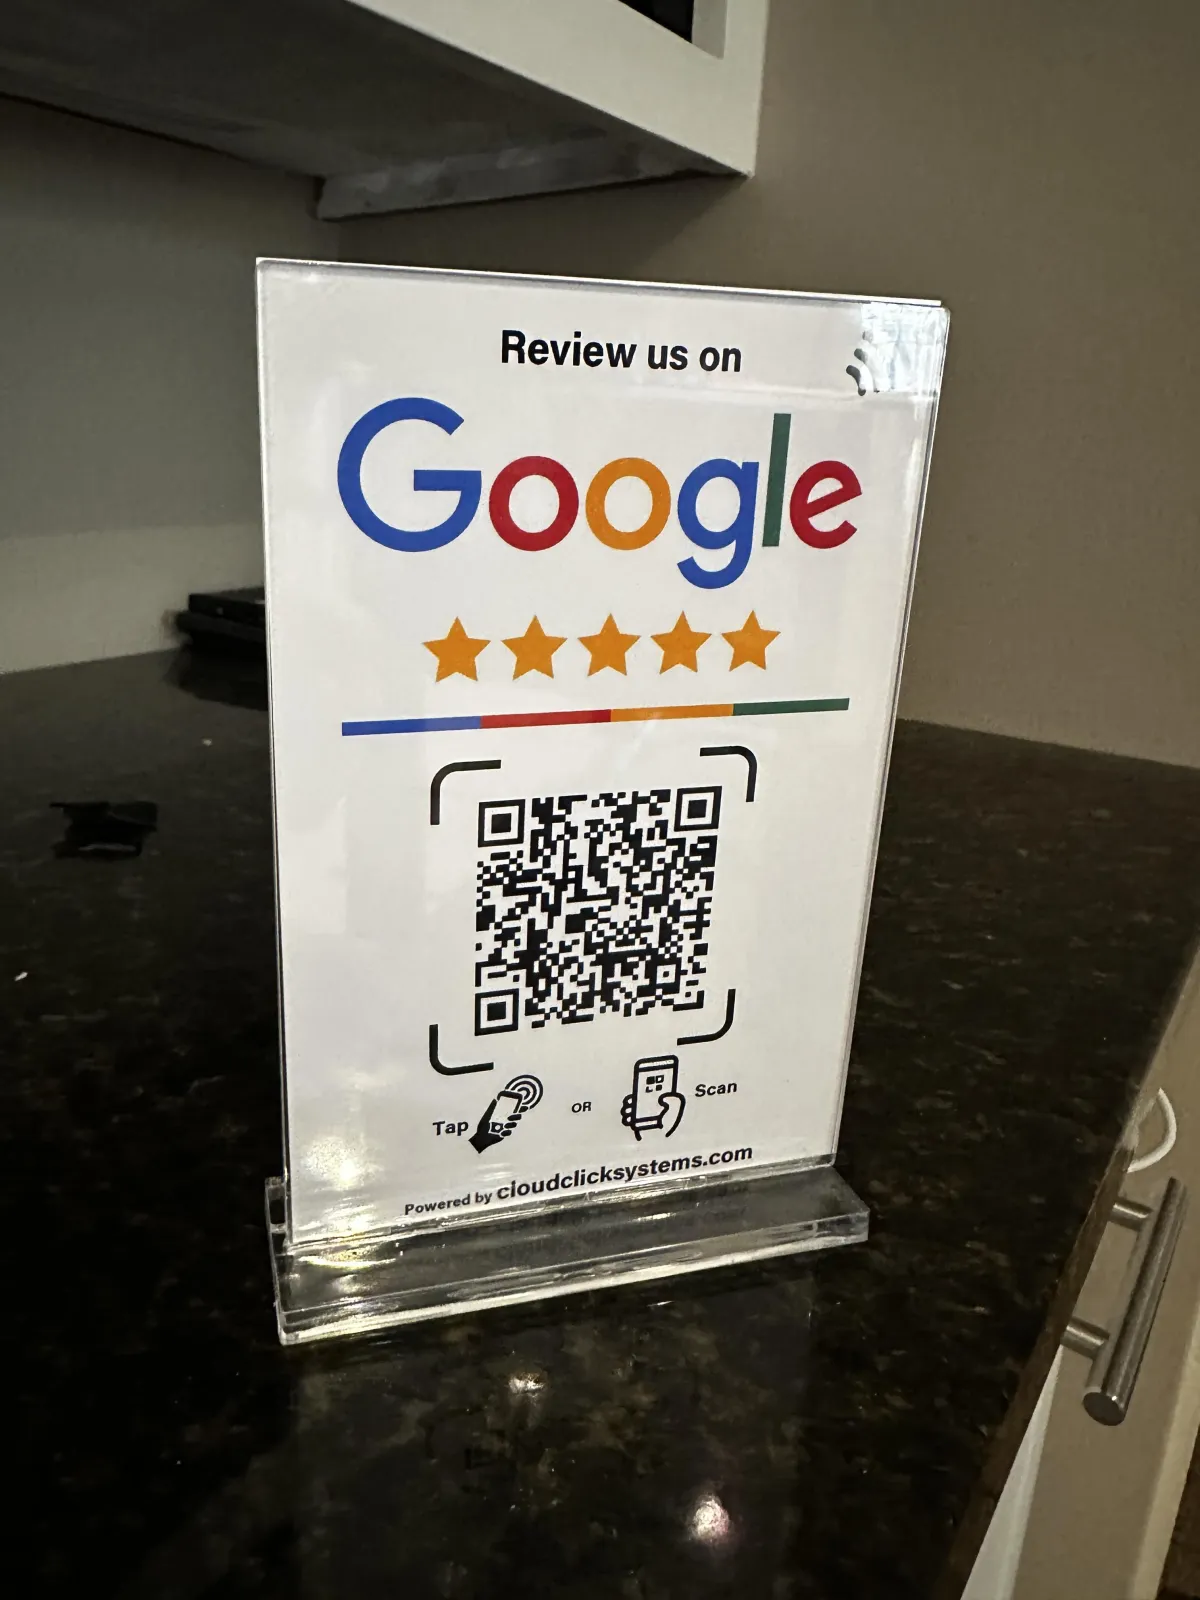 Review us on
Google
Tap OR Scan
Powered by cloudclicksystems.com